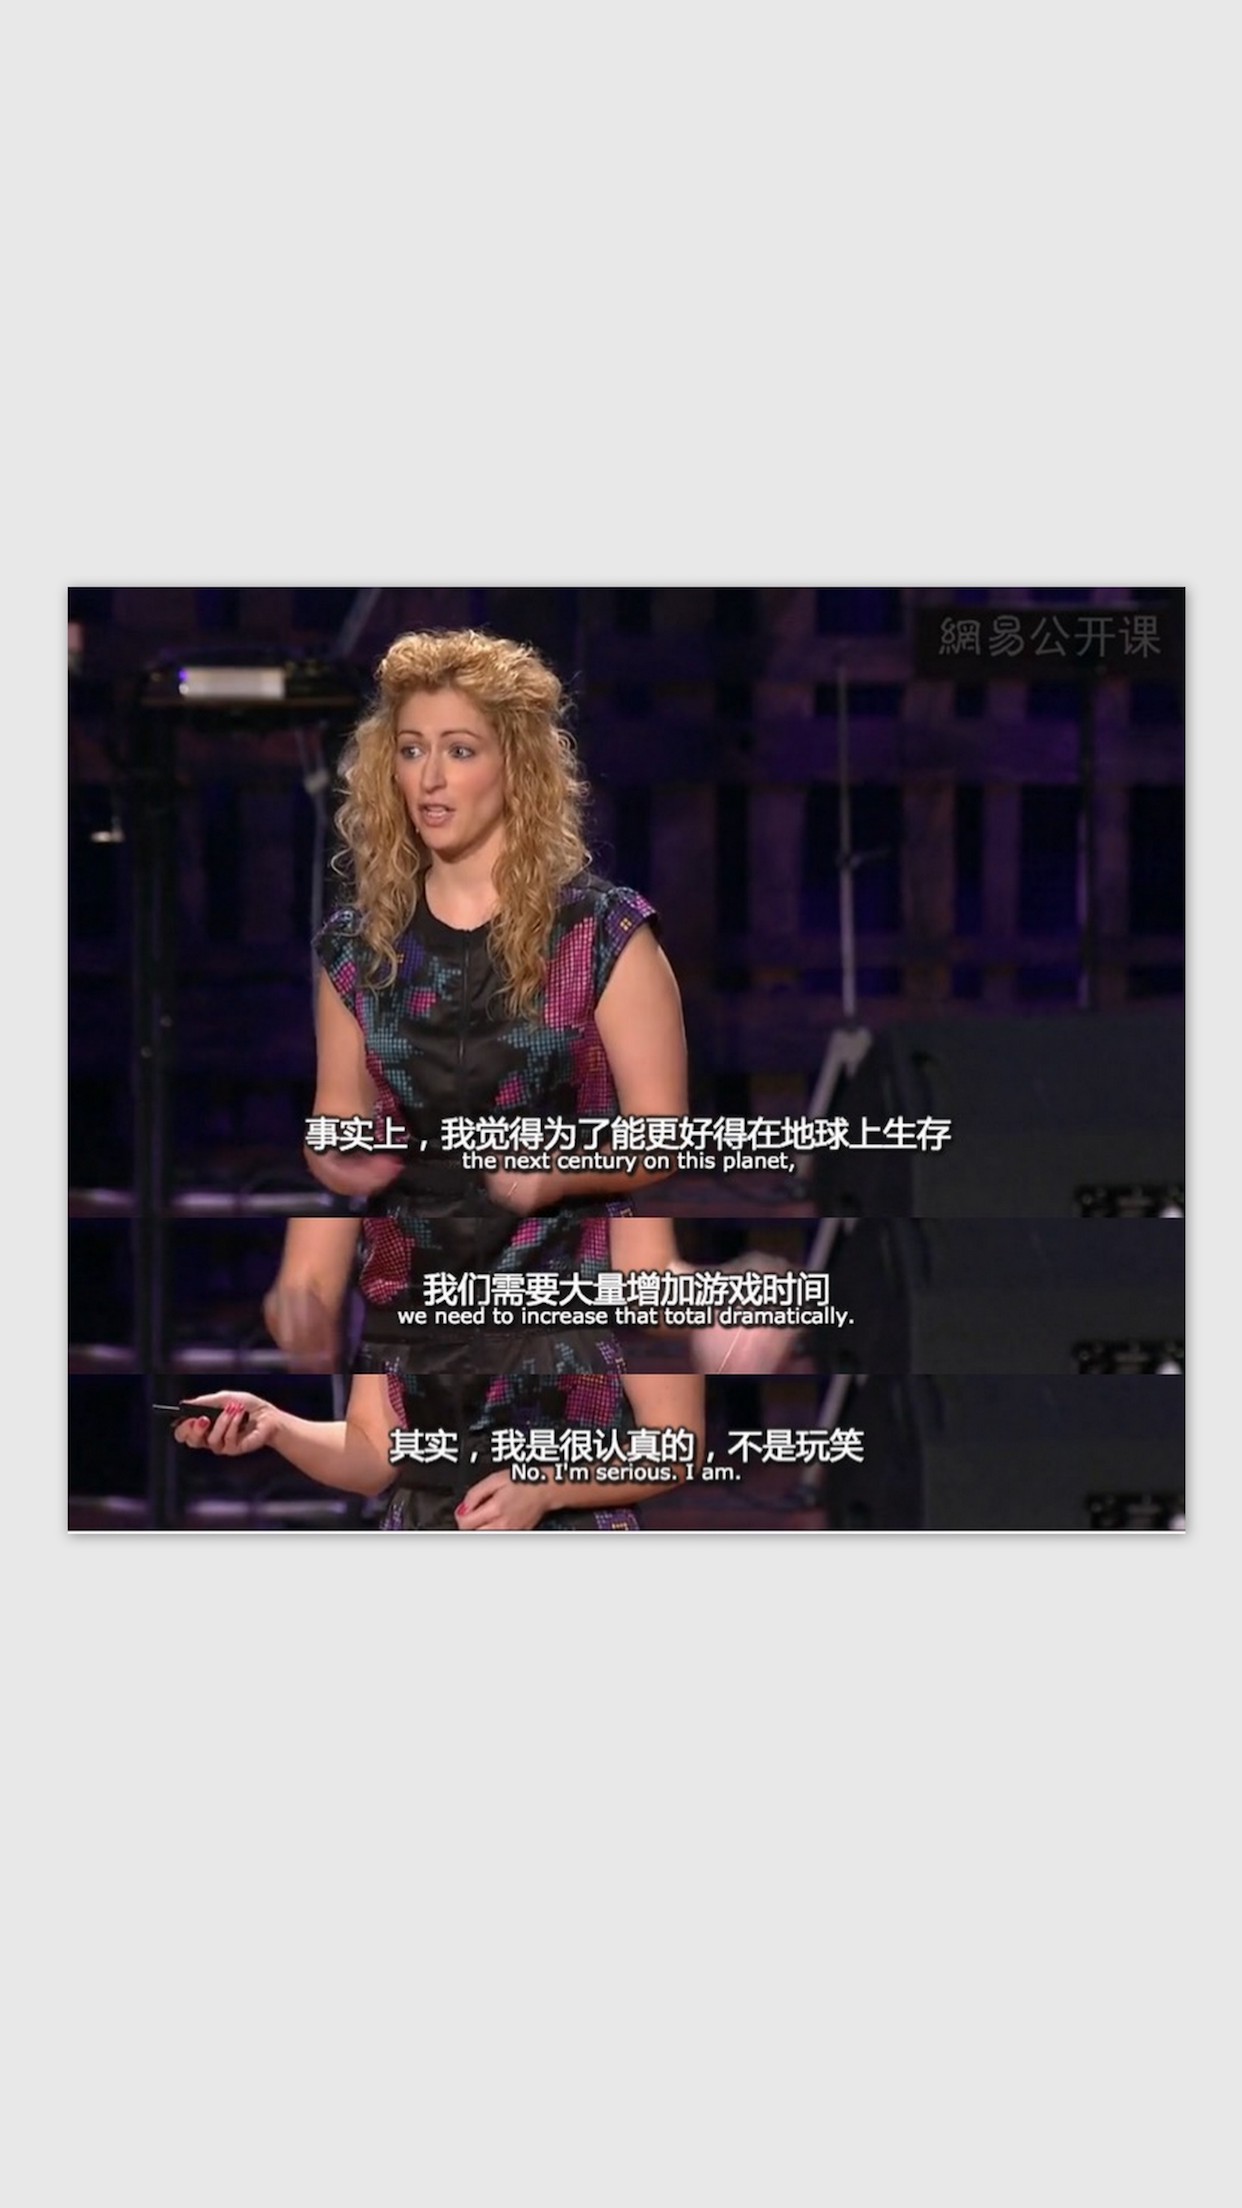 網易公开课
事实上，我觉得为了能更好得在地球上生存
the next century on this planet,
我们需要大量增加游戏时间
we need to increase that total dramatically.
其实，我是很认真的，不是玩笑
No. I'm serious. I am.